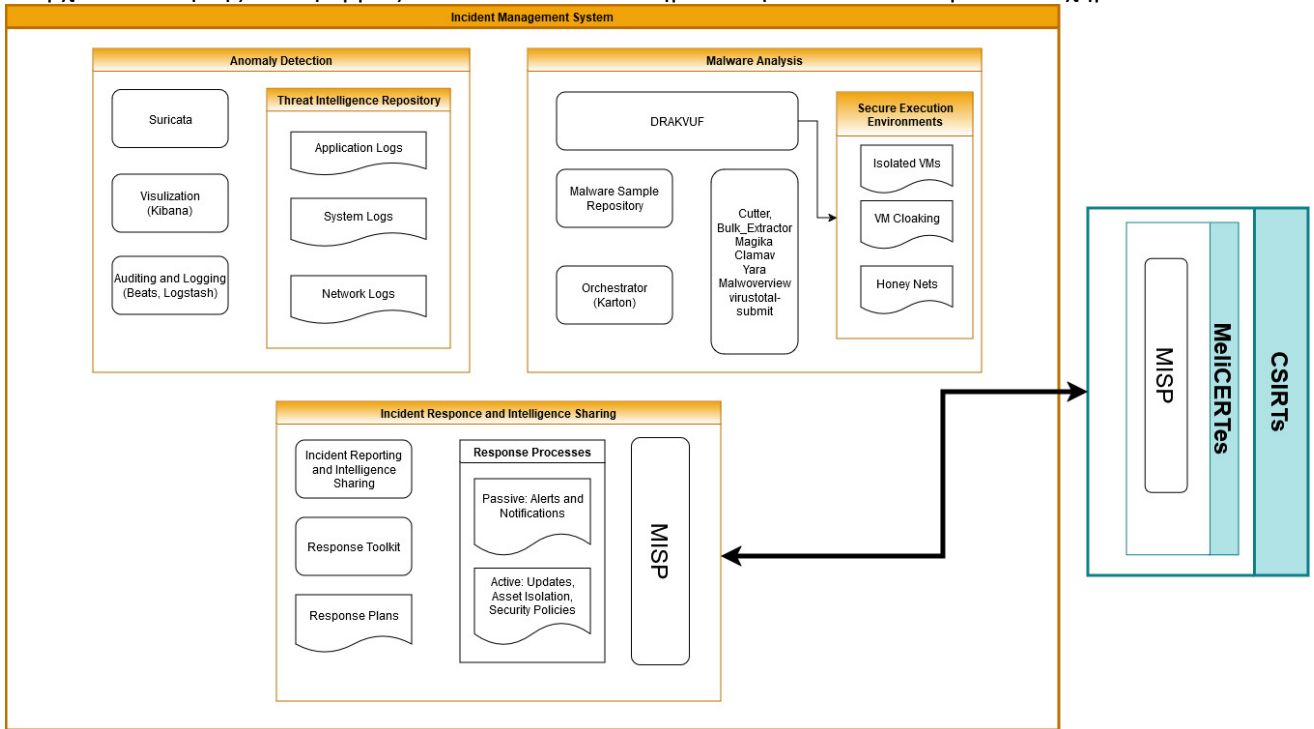 Incident Management System
Anomaly Detection
Suricata
Visulization
(Kibana)
Auditing and Logging
(Beats, Logstash)
Threat Intelligence Repository
Application Logs
System Logs
Network Logs
Malware Analysis
DRAKVUF
Malware Sample
Repository
Orchestrator
(Karton)
Cutter,
Bulk_Extractor
Magika
Clamav
Yara
Malwoverview
virustotal-
submit
Secure Execution
Environments
Isolated VMs
VM Cloaking
Honey Nets
Incident Responce and Intelligence Sharing
Incident Reporting
and Intelligence
Sharing
Response Toolkit
Response Plans
Response Processes
Passive: Alerts and
Notifications
Active: Updates,
Asset Isolation,
Security Policies
MISP
MISP
MeliCERTes
CSIRTs